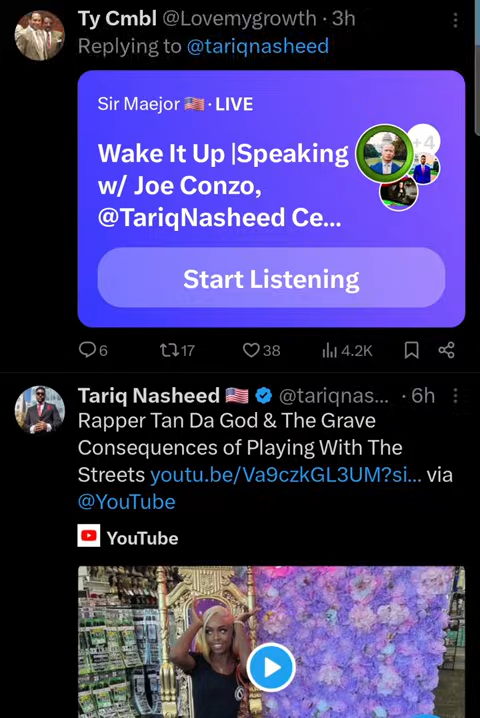 Ty Cmbl @Lovemygrowth · 3h
Replying to @tariqnasheed
Sir Maejor 🇺🇸 · LIVE
+4
Wake It Up |Speaking
w/ Joe Conzo,
@TariqNasheed Ce...
Start Listening
6 17 38 4.2K
Tariq Nasheed 🇺🇸 @tariqnas... · 6h
Rapper Tan Da God & The Grave
Consequences of Playing With The
Streets youtu.be/Va9czkGL3UM?si... via
@YouTube
YouTube